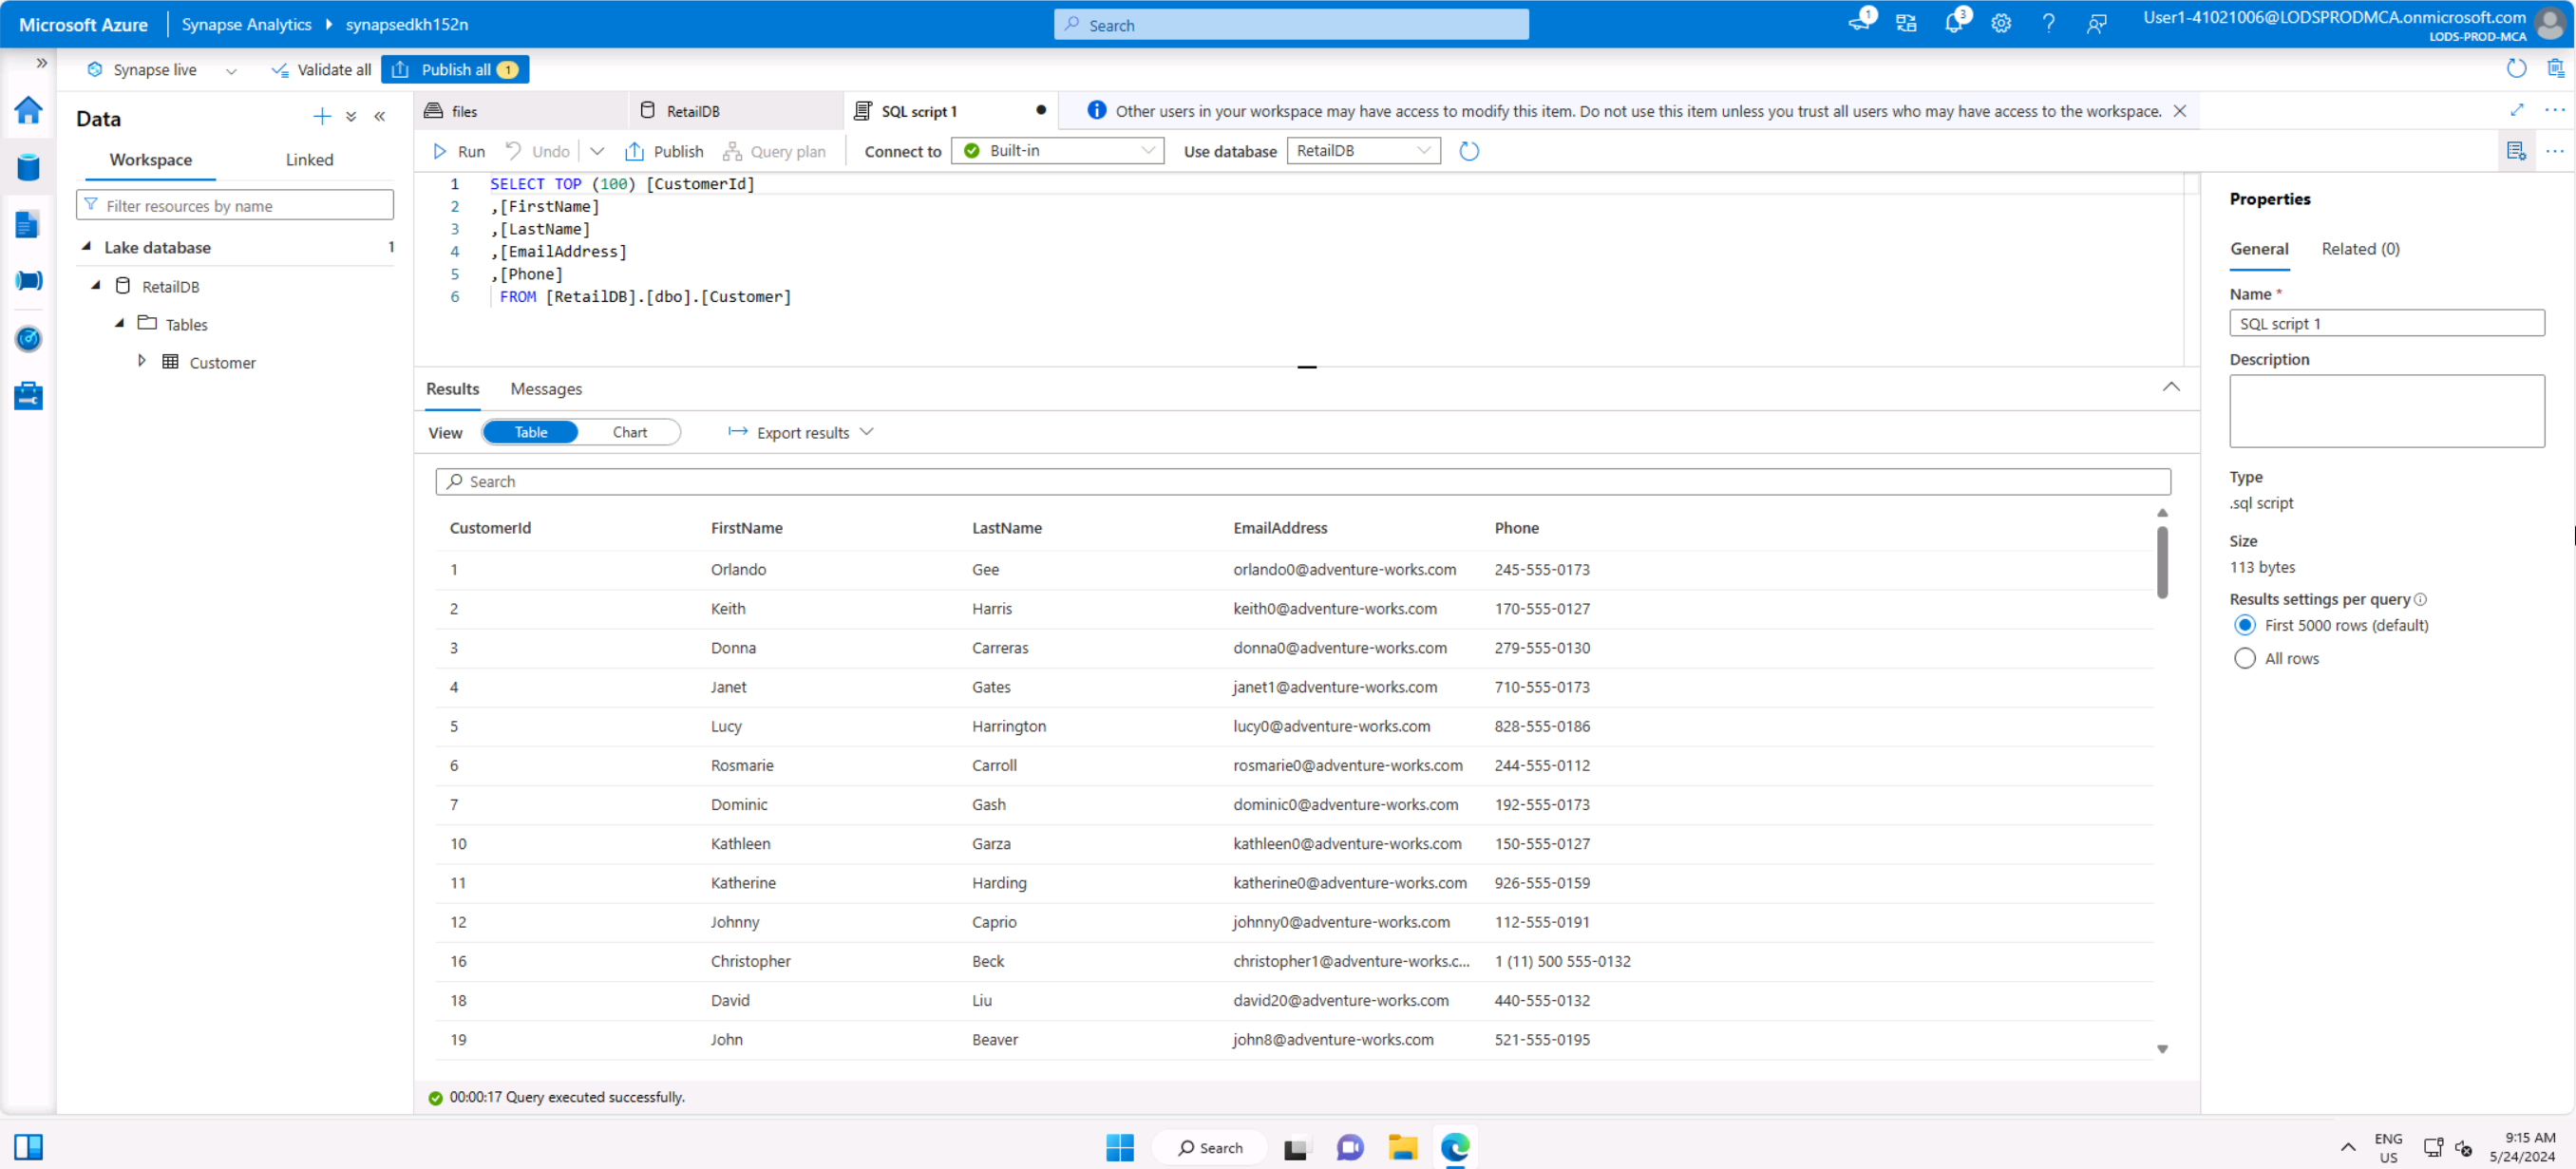 Microsoft Azure
Synapse Analytics
synapsedkh152n
Search
1
3
User1-41021006@LODSPRODMCA.onmicrosoft.com
LODS-PROD-MCA
Synapse live
Validate all
Publish all 1
Data
Workspace
Linked
Filter resources by name
Lake database 1
RetailDB
Tables
Customer
files
RetailDB
SQL script 1
Other users in your workspace may have access to modify this item. Do not use this item unless you trust all users who may have access to the workspace.
Run
Undo
Publish
Query plan
Connect to
Built-in
Use database
RetailDB
1 SELECT TOP (100) [CustomerId]
2 ,[FirstName]
3 ,[LastName]
4 ,[EmailAddress]
5 ,[Phone]
6 FROM [RetailDB].[dbo].[Customer]
Results
Messages
View
Table
Chart
Export results
Search
CustomerId FirstName LastName EmailAddress Phone
1 Orlando Gee orlando0@adventure-works.com 245-555-0173
2 Keith Harris keith0@adventure-works.com 170-555-0127
3 Donna Carreras donna0@adventure-works.com 279-555-0130
4 Janet Gates janet1@adventure-works.com 710-555-0173
5 Lucy Harrington lucy0@adventure-works.com 828-555-0186
6 Rosmarie Carroll rosmarie0@adventure-works.com 244-555-0112
7 Dominic Gash dominic0@adventure-works.com 192-555-0173
10 Kathleen Garza kathleen0@adventure-works.com 150-555-0127
11 Katherine Harding katherine0@adventure-works.com 926-555-0159
12 Johnny Caprio johnny0@adventure-works.com 112-555-0191
16 Christopher Beck christopher1@adventure-works.c... 1 (11) 500 555-0132
18 David Liu david20@adventure-works.com 440-555-0132
19 John Beaver john8@adventure-works.com 521-555-0195
00:00:17 Query executed successfully.
Properties
General
Related (0)
Name *
SQL script 1
Description
Type
.sql script
Size
113 bytes
Results settings per query
First 5000 rows (default)
All rows
Search
ENG
US
9:15 AM
5/24/2024